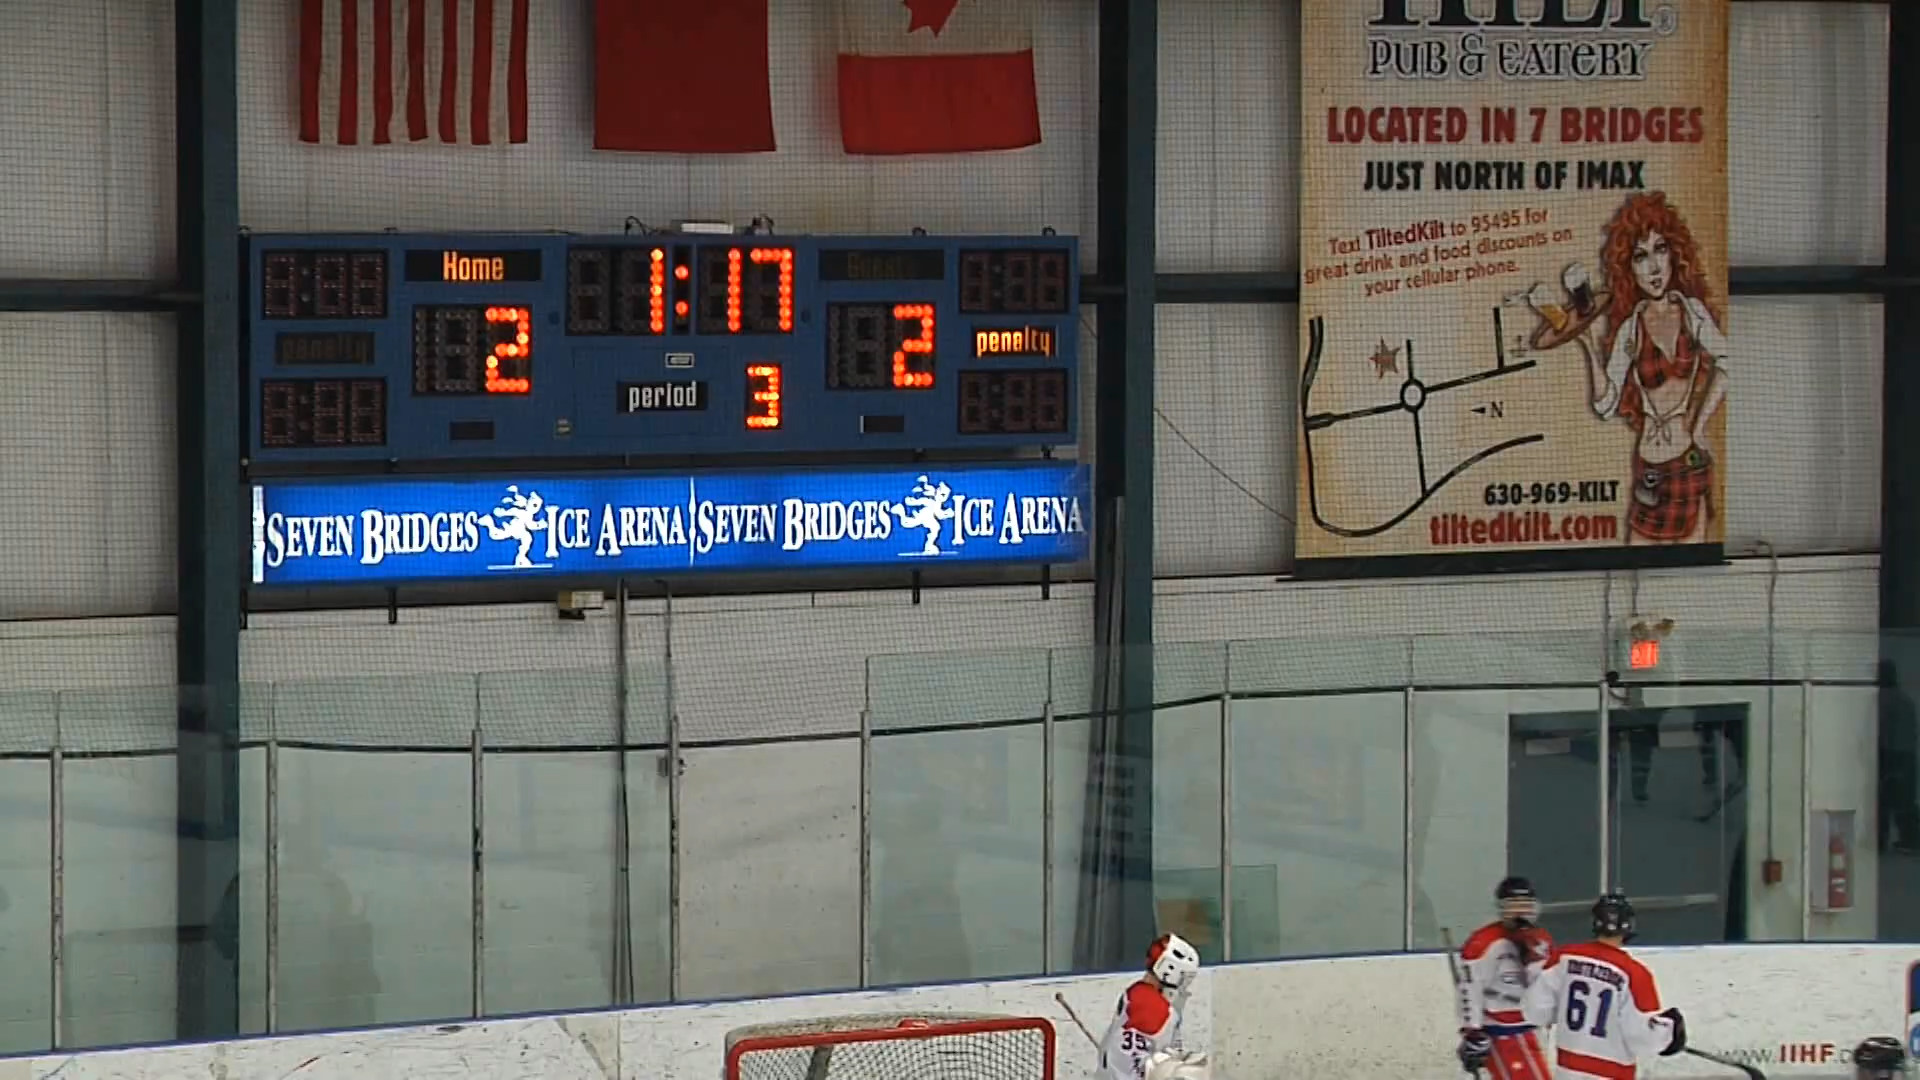 PUB & EATERY
LOCATED IN 7 BRIDGES
JUST NORTH OF IMAX
Text TiltedKilt to 95495 for
great drink and food discounts on
your cellular phone.
N
630-969-KILT
tiltedkilt.com
Home
1:17
2
2
penalty
penalty
period
3
SEVEN BRIDGES ICE ARENA SEVEN BRIDGES ICE ARENA
35
61
www.IIHF.